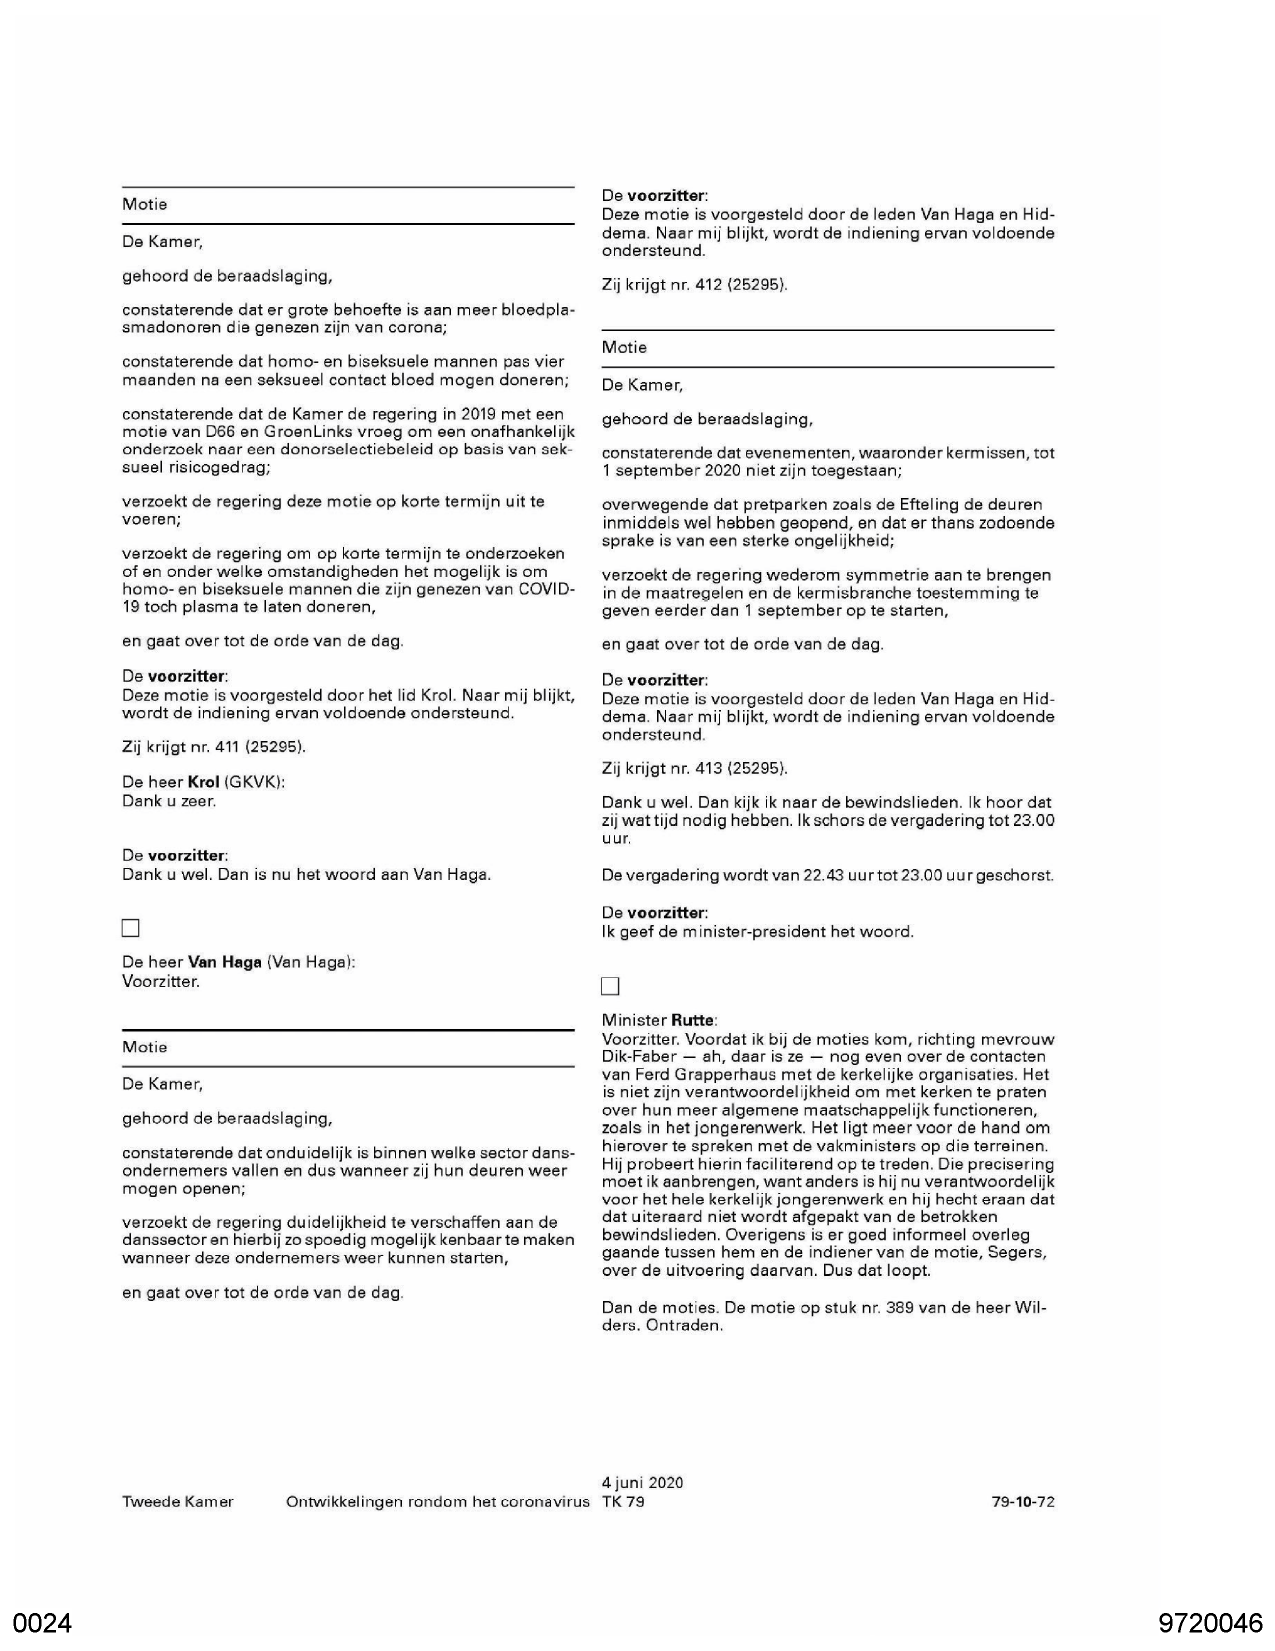 Motie
De Kamer,
gehoord de beraadslaging,
constaterende dat er grote behoefte is aan meer bloedpla-
smadonoren die genezen zijn van corona;
constaterende dat homo- en biseksuele mannen pas vier
maanden na een seksueel contact bloed mogen doneren;
constaterende dat de Kamer de regering in 2019 met een
motie van D66 en GroenLinks vroeg om een onafhankelijk
onderzoek naar een donorselectiebeleid op basis van sek-
sueel risicogedrag;
verzoekt de regering deze motie op korte termijn uit te
voeren;
verzoekt de regering om op korte termijn te onderzoeken
of en onder welke omstandigheden het mogelijk is om
homo- en biseksuele mannen die zijn genezen van COVID-
19 toch plasma te laten doneren,
en gaat over tot de orde van de dag.
De voorzitter:
Deze motie is voorgesteld door het lid Krol. Naar mij blijkt,
wordt de indiening ervan voldoende ondersteund.
Zij krijgt nr. 411 (25295).
De heer Krol (GKVK):
Dank u zeer.
De voorzitter:
Dank u wel. Dan is nu het woord aan Van Haga.
De heer Van Haga (Van Haga):
Voorzitter.
Motie
De Kamer,
gehoord de beraadslaging,
constaterende dat onduidelijk is binnen welke sector dans-
ondernemers vallen en dus wanneer zij hun deuren weer
mogen openen;
verzoekt de regering duidelijkheid te verschaffen aan de
danssector en hierbij zo spoedig mogelijk kenbaar te maken
wanneer deze ondernemers weer kunnen starten,
en gaat over tot de orde van de dag.
De voorzitter:
Deze motie is voorgesteld door de leden Van Haga en Hid-
dema. Naar mij blijkt, wordt de indiening ervan voldoende
ondersteund.
Zij krijgt nr. 412 (25295).
Motie
De Kamer,
gehoord de beraadslaging,
constaterende dat evenementen, waaronder kermissen, tot
1 september 2020 niet zijn toegestaan;
overwegende dat pretparken zoals de Efteling de deuren
inmiddels wel hebben geopend, en dat er thans zodoende
sprake is van een sterke ongelijkheid;
verzoekt de regering wederom symmetrie aan te brengen
in de maatregelen en de kermisbranche toestemming te
geven eerder dan 1 september op te starten,
en gaat over tot de orde van de dag.
De voorzitter:
Deze motie is voorgesteld door de leden Van Haga en Hid-
dema. Naar mij blijkt, wordt de indiening ervan voldoende
ondersteund.
Zij krijgt nr. 413 (25295).
Dank u wel. Dan kijk ik naar de bewindslieden. Ik hoor dat
zij wat tijd nodig hebben. Ik schors de vergadering tot 23.00
uur.
De vergadering wordt van 22.43 uur tot 23.00 uur geschorst.
De voorzitter:
Ik geef de minister-president het woord.
Minister Rutte:
Voorzitter. Voordat ik bij de moties kom, richting mevrouw
Dik-Faber — ah, daar is ze — nog even over de contacten
van Ferd Grapperhaus met de kerkelijke organisaties. Het
is niet zijn verantwoordelijkheid om met kerken te praten
over hun meer algemene maatschappelijk functioneren,
zoals in het jongerenwerk. Het ligt meer voor de hand om
hierover te spreken met de vakministers op die terreinen.
Hij probeert hierin faciliterend op te treden. Die precisering
moet ik aanbrengen, want anders is hij nu verantwoordelijk
voor het hele kerkelijk jongerenwerk en hij hecht eraan dat
dat uiteraard niet wordt afgepakt van de betrokken
bewindslieden. Overigens is er goed informeel overleg
gaande tussen hem en de indiener van de motie, Segers,
over de uitvoering daarvan. Dus dat loopt.
Dan de moties. De motie op stuk nr. 389 van de heer Wil-
ders. Ontraden.
4 juni 2020
Tweede Kamer Ontwikkelingen rondom het coronavirus TK 79 79-10-72
0024 9720046